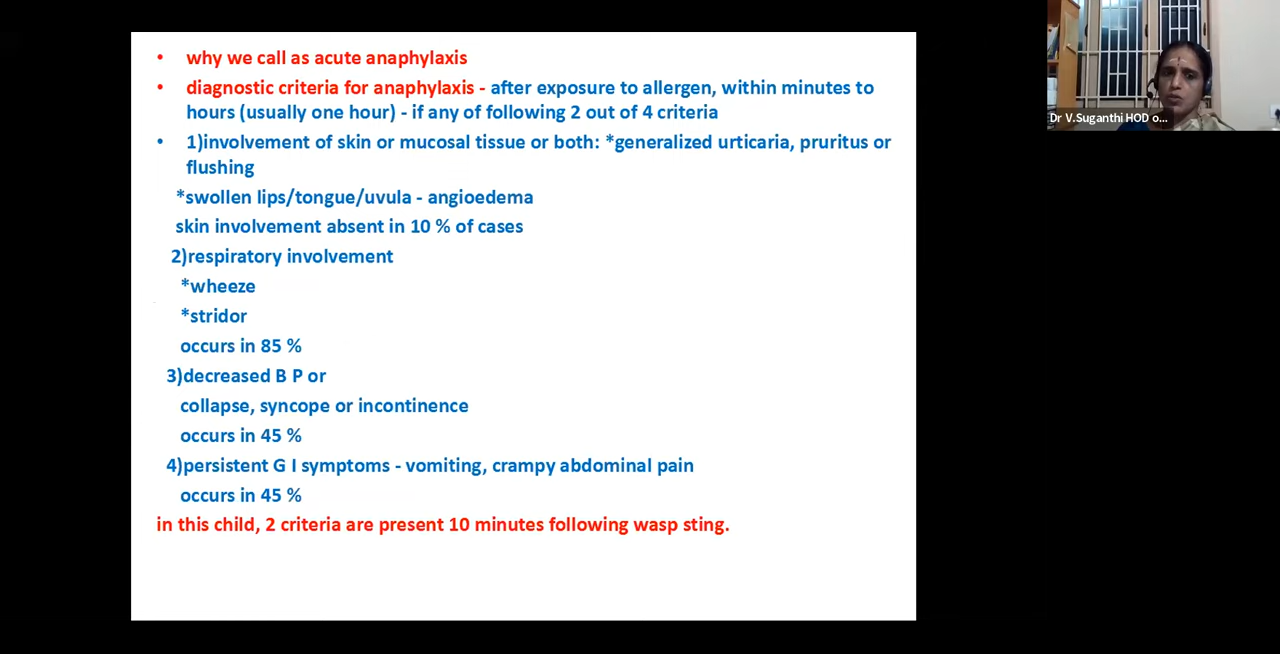 • why we call as acute anaphylaxis
• diagnostic criteria for anaphylaxis - after exposure to allergen, within minutes to
hours (usually one hour) - if any of following 2 out of 4 criteria
• 1)involvement of skin or mucosal tissue or both: *generalized urticaria, pruritus or
flushing
*swollen lips/tongue/uvula - angioedema
skin involvement absent in 10 % of cases
2)respiratory involvement
*wheeze
*stridor
occurs in 85 %
3)decreased B P or
collapse, syncope or incontinence
occurs in 45 %
4)persistent G I symptoms - vomiting, crampy abdominal pain
occurs in 45 %
in this child, 2 criteria are present 10 minutes following wasp sting.
Dr V.Suganthi HOD o...